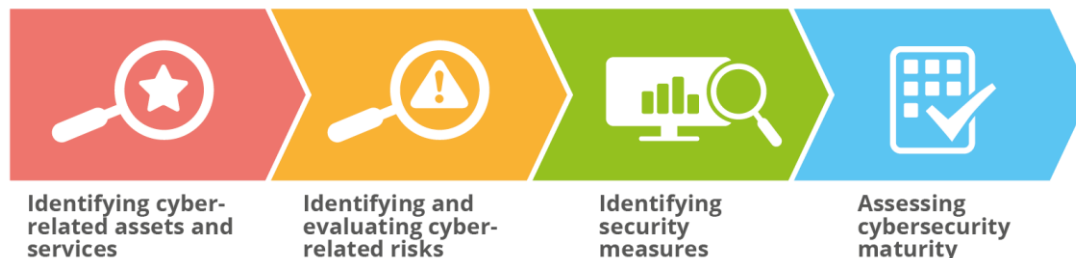 Identifying cyber-
related assets and
services
Identifying and
evaluating cyber-
related risks
Identifying
security
measures
Assessing
cybersecurity
maturity